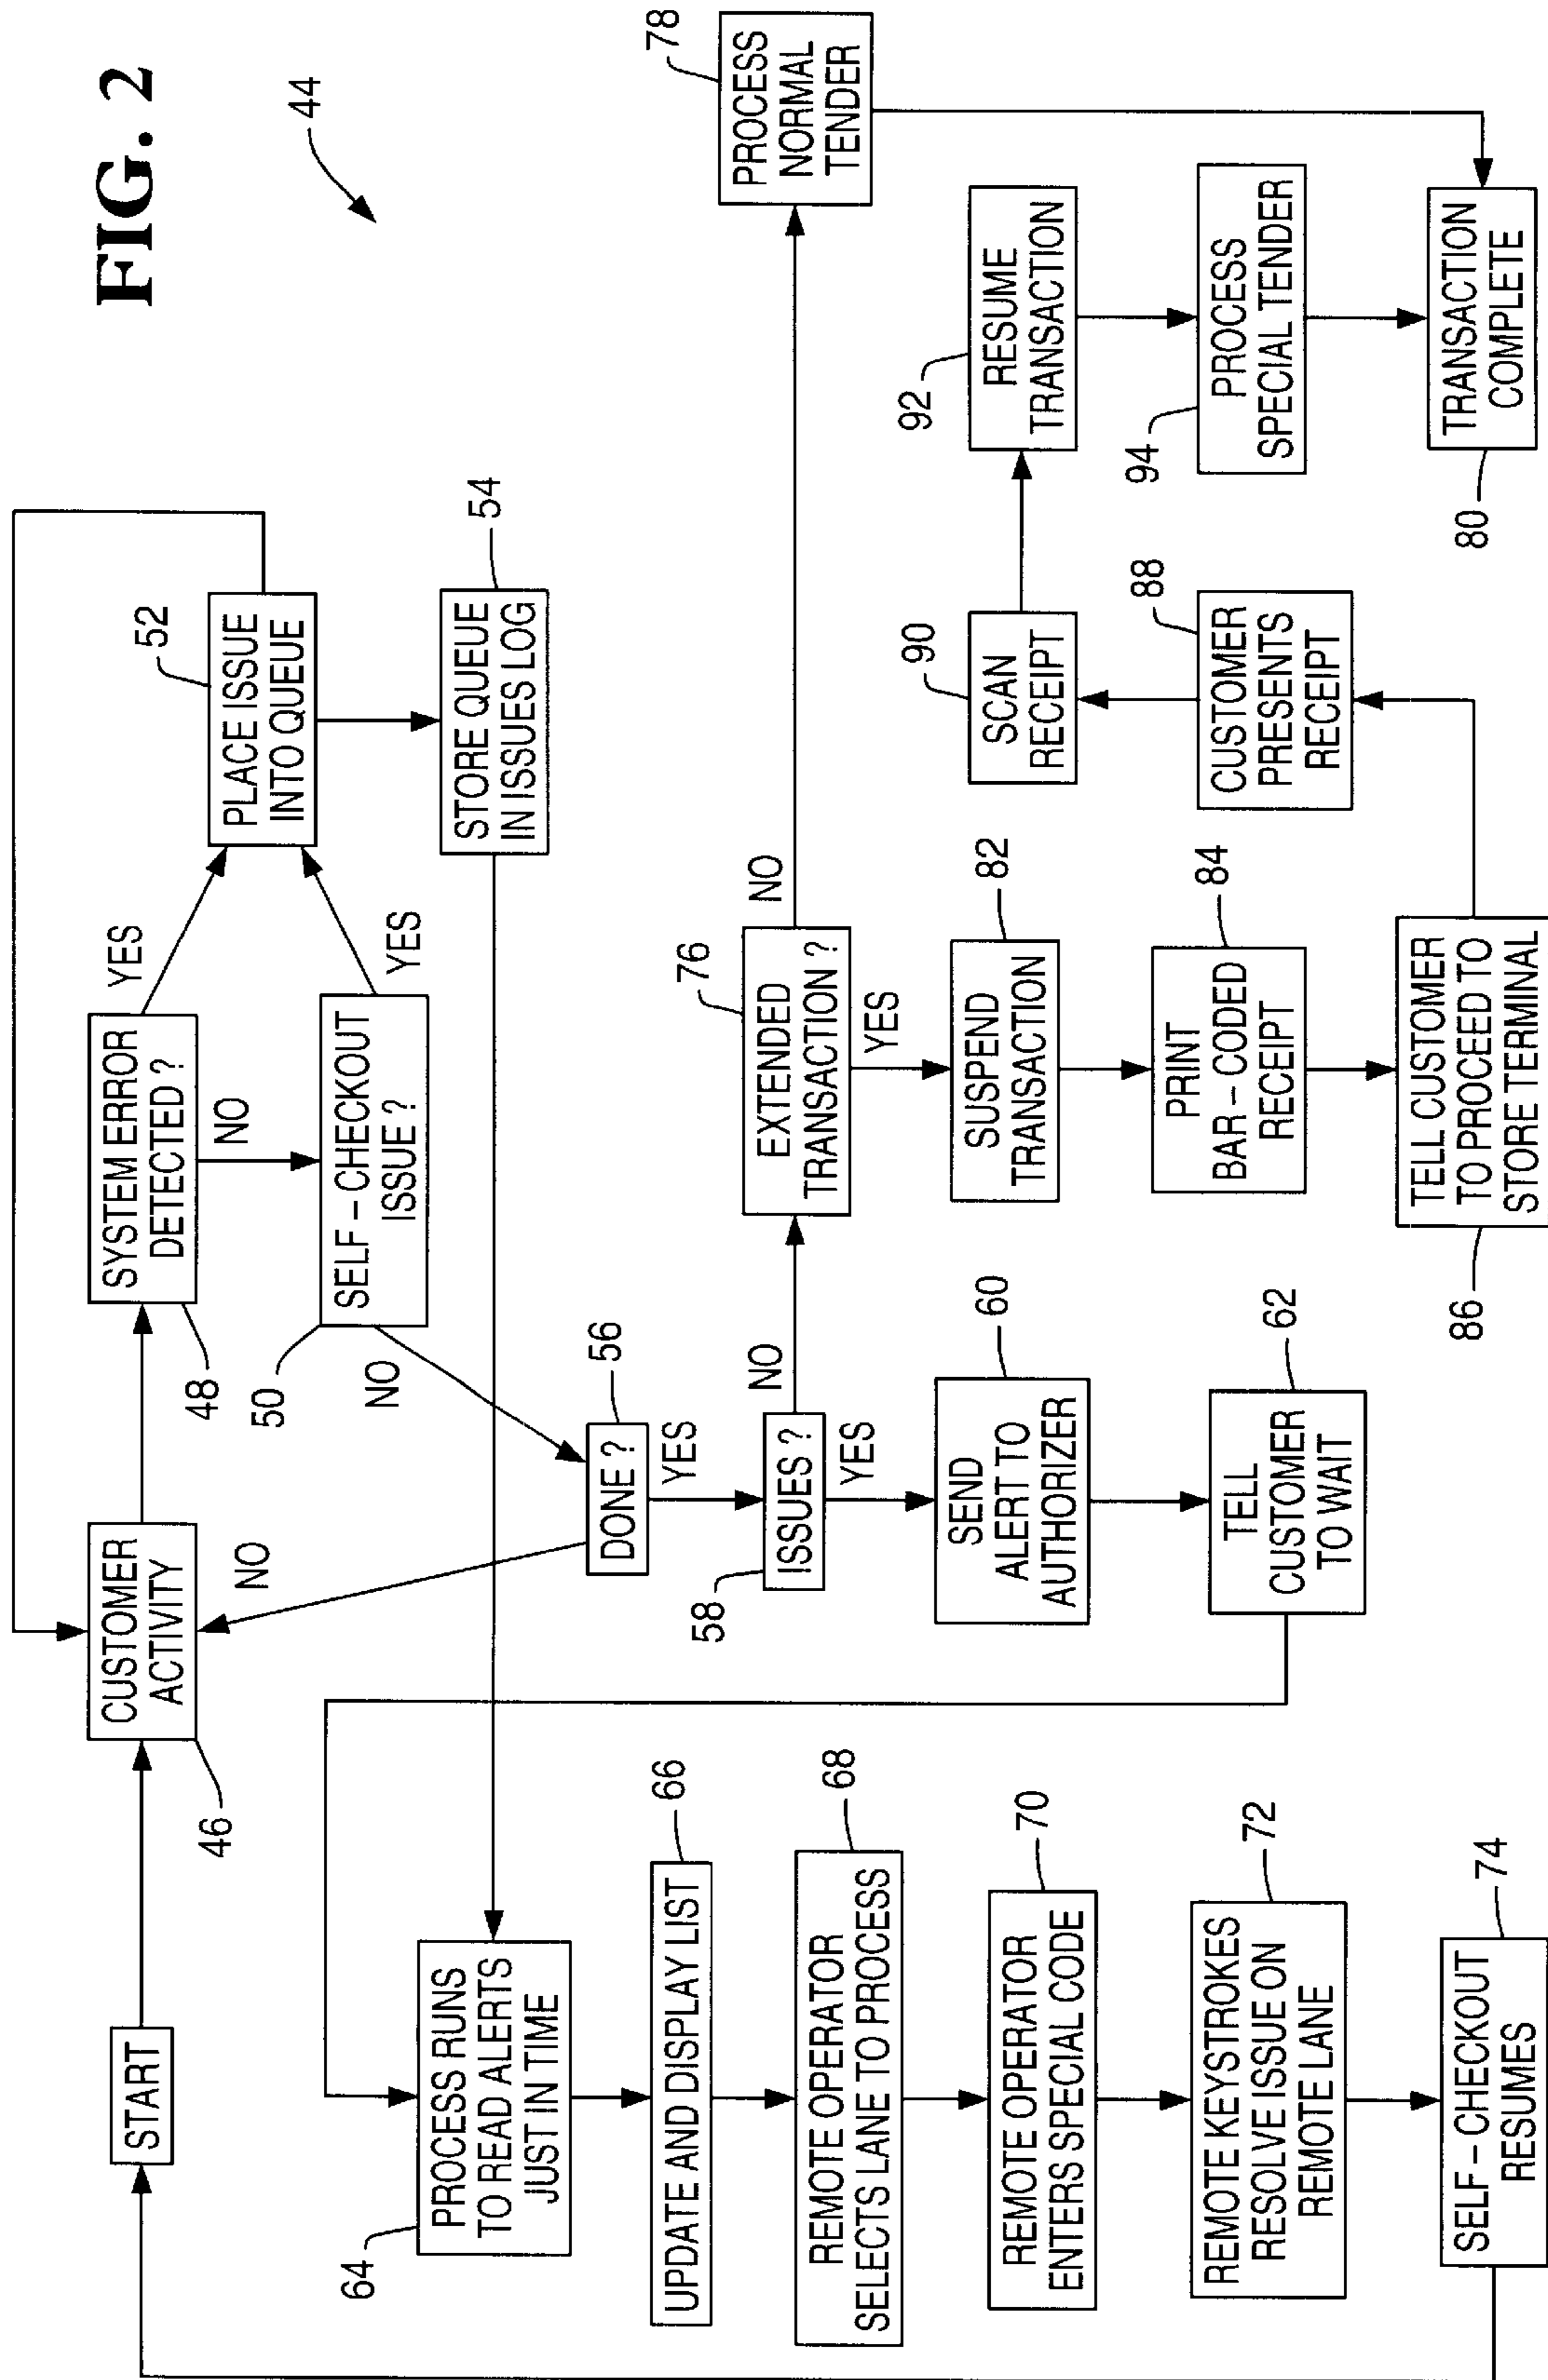 FIG. 2
44
START
CUSTOMER
ACTIVITY
46
SYSTEM ERROR
DETECTED ?
48
YES
NO
SELF – CHECKOUT
ISSUE ?
50
YES
NO
PLACE ISSUE
INTO QUEUE
52
STORE QUEUE
IN ISSUES LOG
54
DONE ?
56
NO
YES
ISSUES ?
58
NO
YES
SEND
ALERT TO
AUTHORIZER
60
TELL
CUSTOMER
TO WAIT
62
PROCESS RUNS
TO READ ALERTS
JUST IN TIME
64
UPDATE AND DISPLAY LIST
66
REMOTE OPERATOR
SELECTS LANE TO PROCESS
68
REMOTE OPERATOR
ENTERS SPECIAL CODE
70
REMOTE KEYSTROKES
RESOLVE ISSUE ON
REMOTE LANE
72
SELF – CHECKOUT
RESUMES
74
EXTENDED
TRANSACTION ?
76
NO
YES
PROCESS
NORMAL
TENDER
78
SUSPEND
TRANSACTION
82
PRINT
BAR – CODED
RECEIPT
84
TELL CUSTOMER
TO PROCEED TO
STORE TERMINAL
86
CUSTOMER
PRESENTS
RECEIPT
88
SCAN
RECEIPT
90
RESUME
TRANSACTION
92
PROCESS
SPECIAL TENDER
94
TRANSACTION
COMPLETE
80